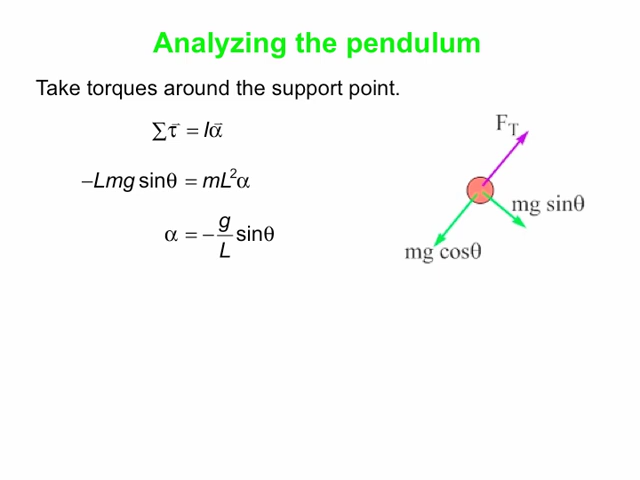 Analyzing the pendulum
Take torques around the support point.
∑τ⃗ = Iα⃗
−Lmg sinθ = mL²α
α = −g/L sinθ
F_T
mg sinθ
mg cosθ